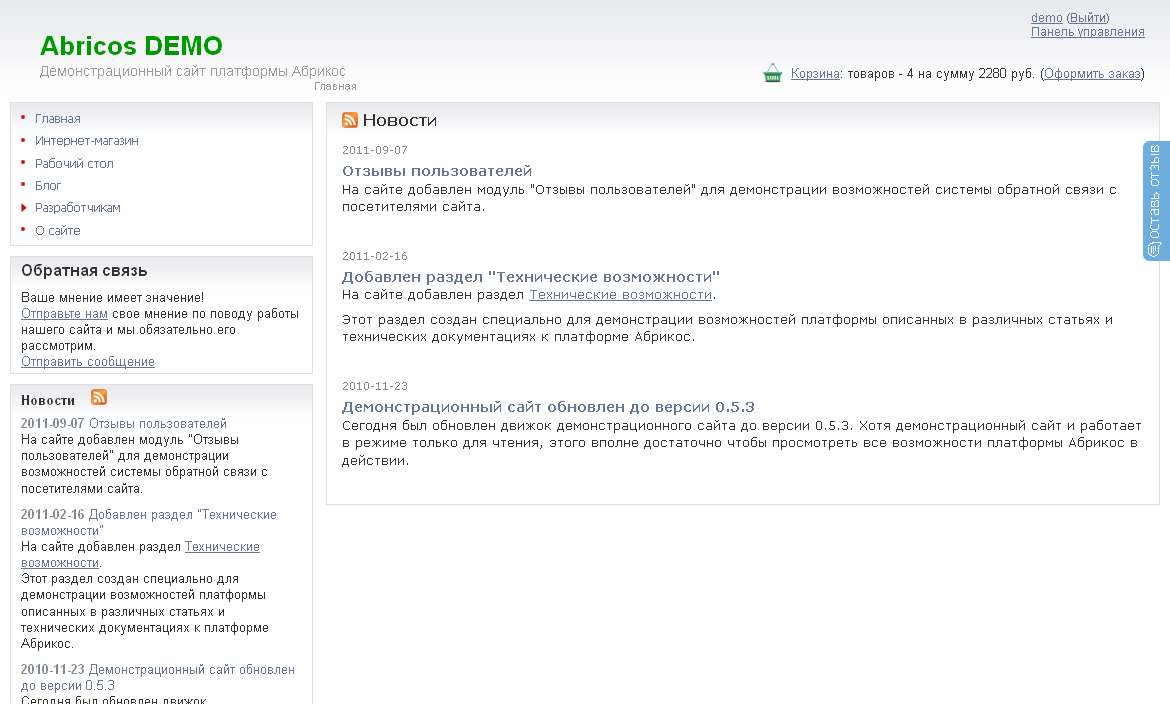 demo (Выйти)
Панель управления
Abricos DEMO
Демонстрационный сайт платформы Абрикос
Главная
Корзина: товаров - 4 на сумму 2280 руб. (Оформить заказ)
Главная
Интернет-магазин
Рабочий стол
Блог
Разработчикам
О сайте
Обратная связь
Ваше мнение имеет значение!
Отправьте нам свое мнение по поводу работы
нашего сайта и мы обязательно его
рассмотрим.
Отправить сообщение
Новости
2011-09-07 Отзывы пользователей
На сайте добавлен модуль "Отзывы
пользователей" для демонстрации
возможностей системы обратной связи с
посетителями сайта.
2011-02-16 Добавлен раздел "Технические
возможности"
На сайте добавлен раздел Технические
возможности.
Этот раздел создан специально для
демонстрации возможностей платформы
описанных в различных статьях и
технических документациях к платформе
Абрикос.
2010-11-23 Демонстрационный сайт обновлен
до версии 0.5.3
Сегодня был обновлен движок
Новости
2011-09-07
Отзывы пользователей
На сайте добавлен модуль "Отзывы пользователей" для демонстрации возможностей системы обратной связи с
посетителями сайта.
2011-02-16
Добавлен раздел "Технические возможности"
На сайте добавлен раздел Технические возможности.
Этот раздел создан специально для демонстрации возможностей платформы описанных в различных статьях и
технических документациях к платформе Абрикос.
2010-11-23
Демонстрационный сайт обновлен до версии 0.5.3
Сегодня был обновлен движок демонстрационного сайта до версии 0.5.3. Хотя демонстрационный сайт и работает
в режиме только для чтения, этого вполне достаточно чтобы просмотреть все возможности платформы Абрикос в
действии.
оставь отзыв